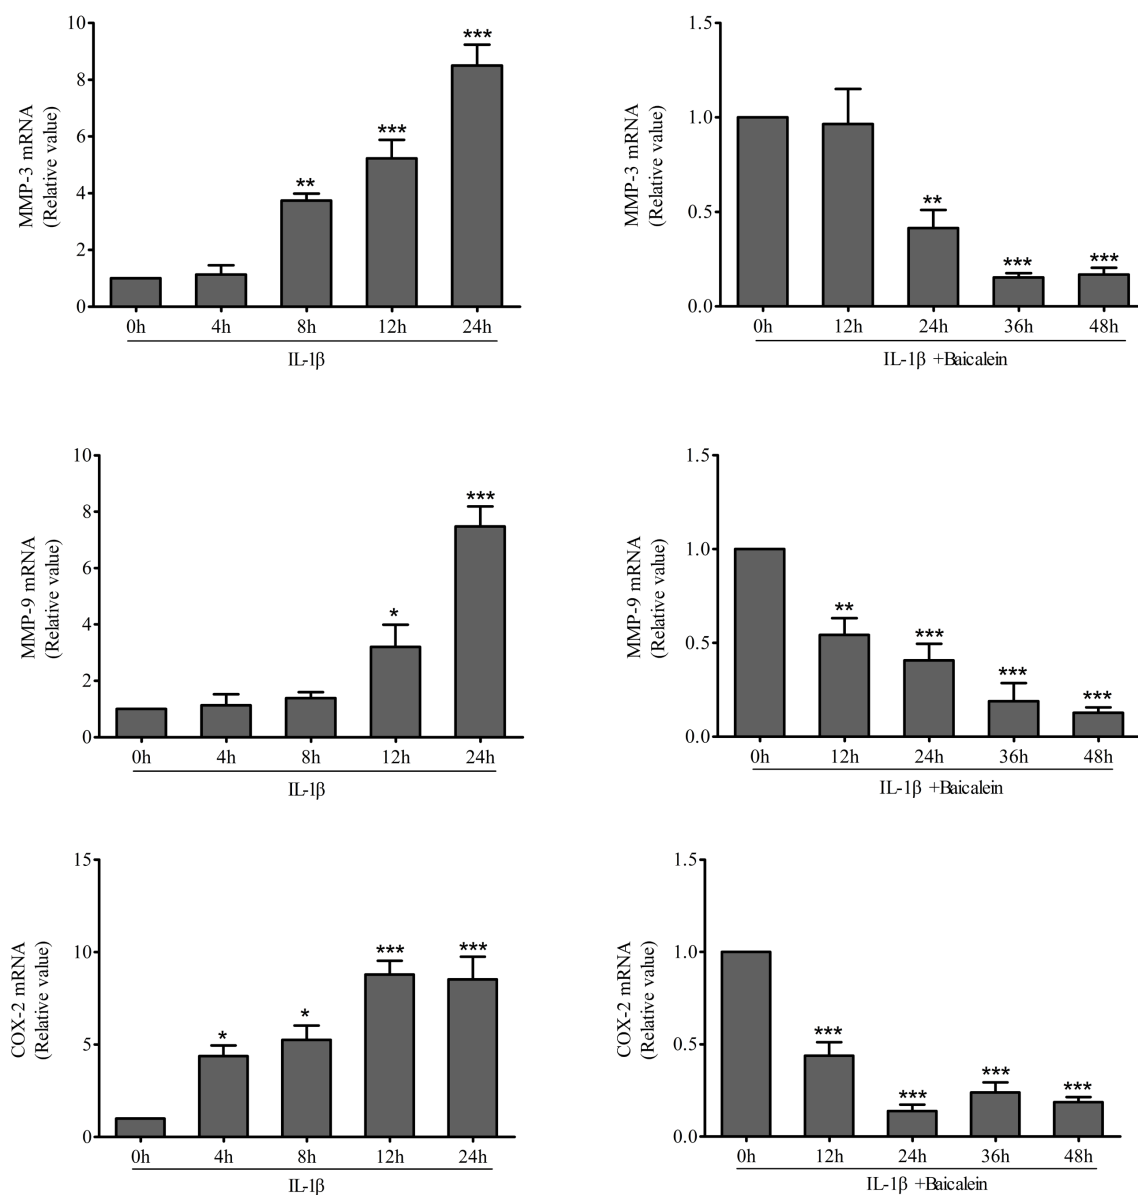 MMP-3 mRNA
(Relative value)
10
8
6
4
2
0
**
***
***
0h 4h 8h 12h 24h
IL-1β
MMP-3 mRNA
(Relative value)
1.5
1.0
0.5
0.0
**
***
***
0h 12h 24h 36h 48h
IL-1β +Baicalein
MMP-9 mRNA
(Relative value)
10
8
6
4
2
0
*
***
0h 4h 8h 12h 24h
IL-1β
MMP-9 mRNA
(Relative value)
1.5
1.0
0.5
0.0
**
***
***
***
0h 12h 24h 36h 48h
IL-1β +Baicalein
COX-2 mRNA
(Relative value)
15
10
5
0
*
*
***
***
0h 4h 8h 12h 24h
IL-1β
COX-2 mRNA
(Relative value)
1.5
1.0
0.5
0.0
***
***
***
***
0h 12h 24h 36h 48h
IL-1β +Baicalein